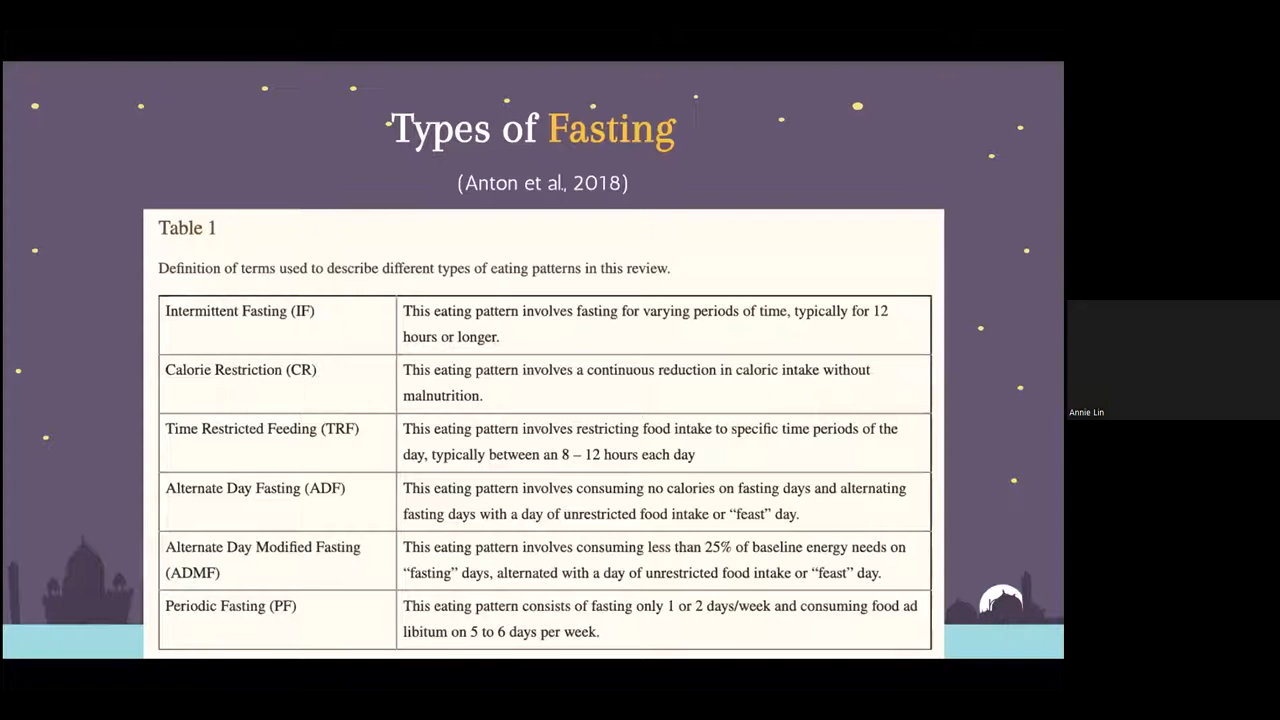 Types of Fasting
(Anton et al., 2018)
Table 1
Definition of terms used to describe different types of eating patterns in this review.
Intermittent Fasting (IF)
This eating pattern involves fasting for varying periods of time, typically for 12
hours or longer.
Calorie Restriction (CR)
This eating pattern involves a continuous reduction in caloric intake without
malnutrition.
Time Restricted Feeding (TRF)
This eating pattern involves restricting food intake to specific time periods of the
day, typically between an 8 – 12 hours each day
Alternate Day Fasting (ADF)
This eating pattern involves consuming no calories on fasting days and alternating
fasting days with a day of unrestricted food intake or “feast” day.
Alternate Day Modified Fasting
(ADMF)
This eating pattern involves consuming less than 25% of baseline energy needs on
“fasting” days, alternated with a day of unrestricted food intake or “feast” day.
Periodic Fasting (PF)
This eating pattern consists of fasting only 1 or 2 days/week and consuming food ad
libitum on 5 to 6 days per week.
Annie Lin